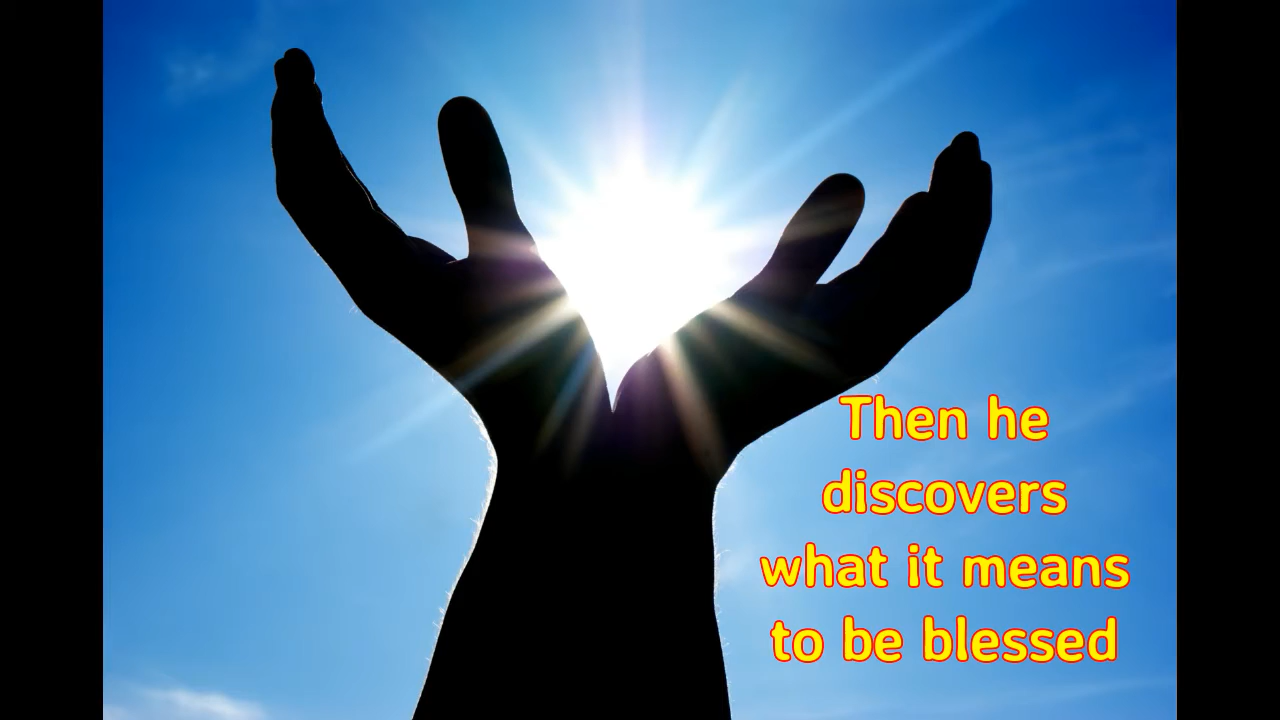 Then he
discovers
what it means
to be blessed